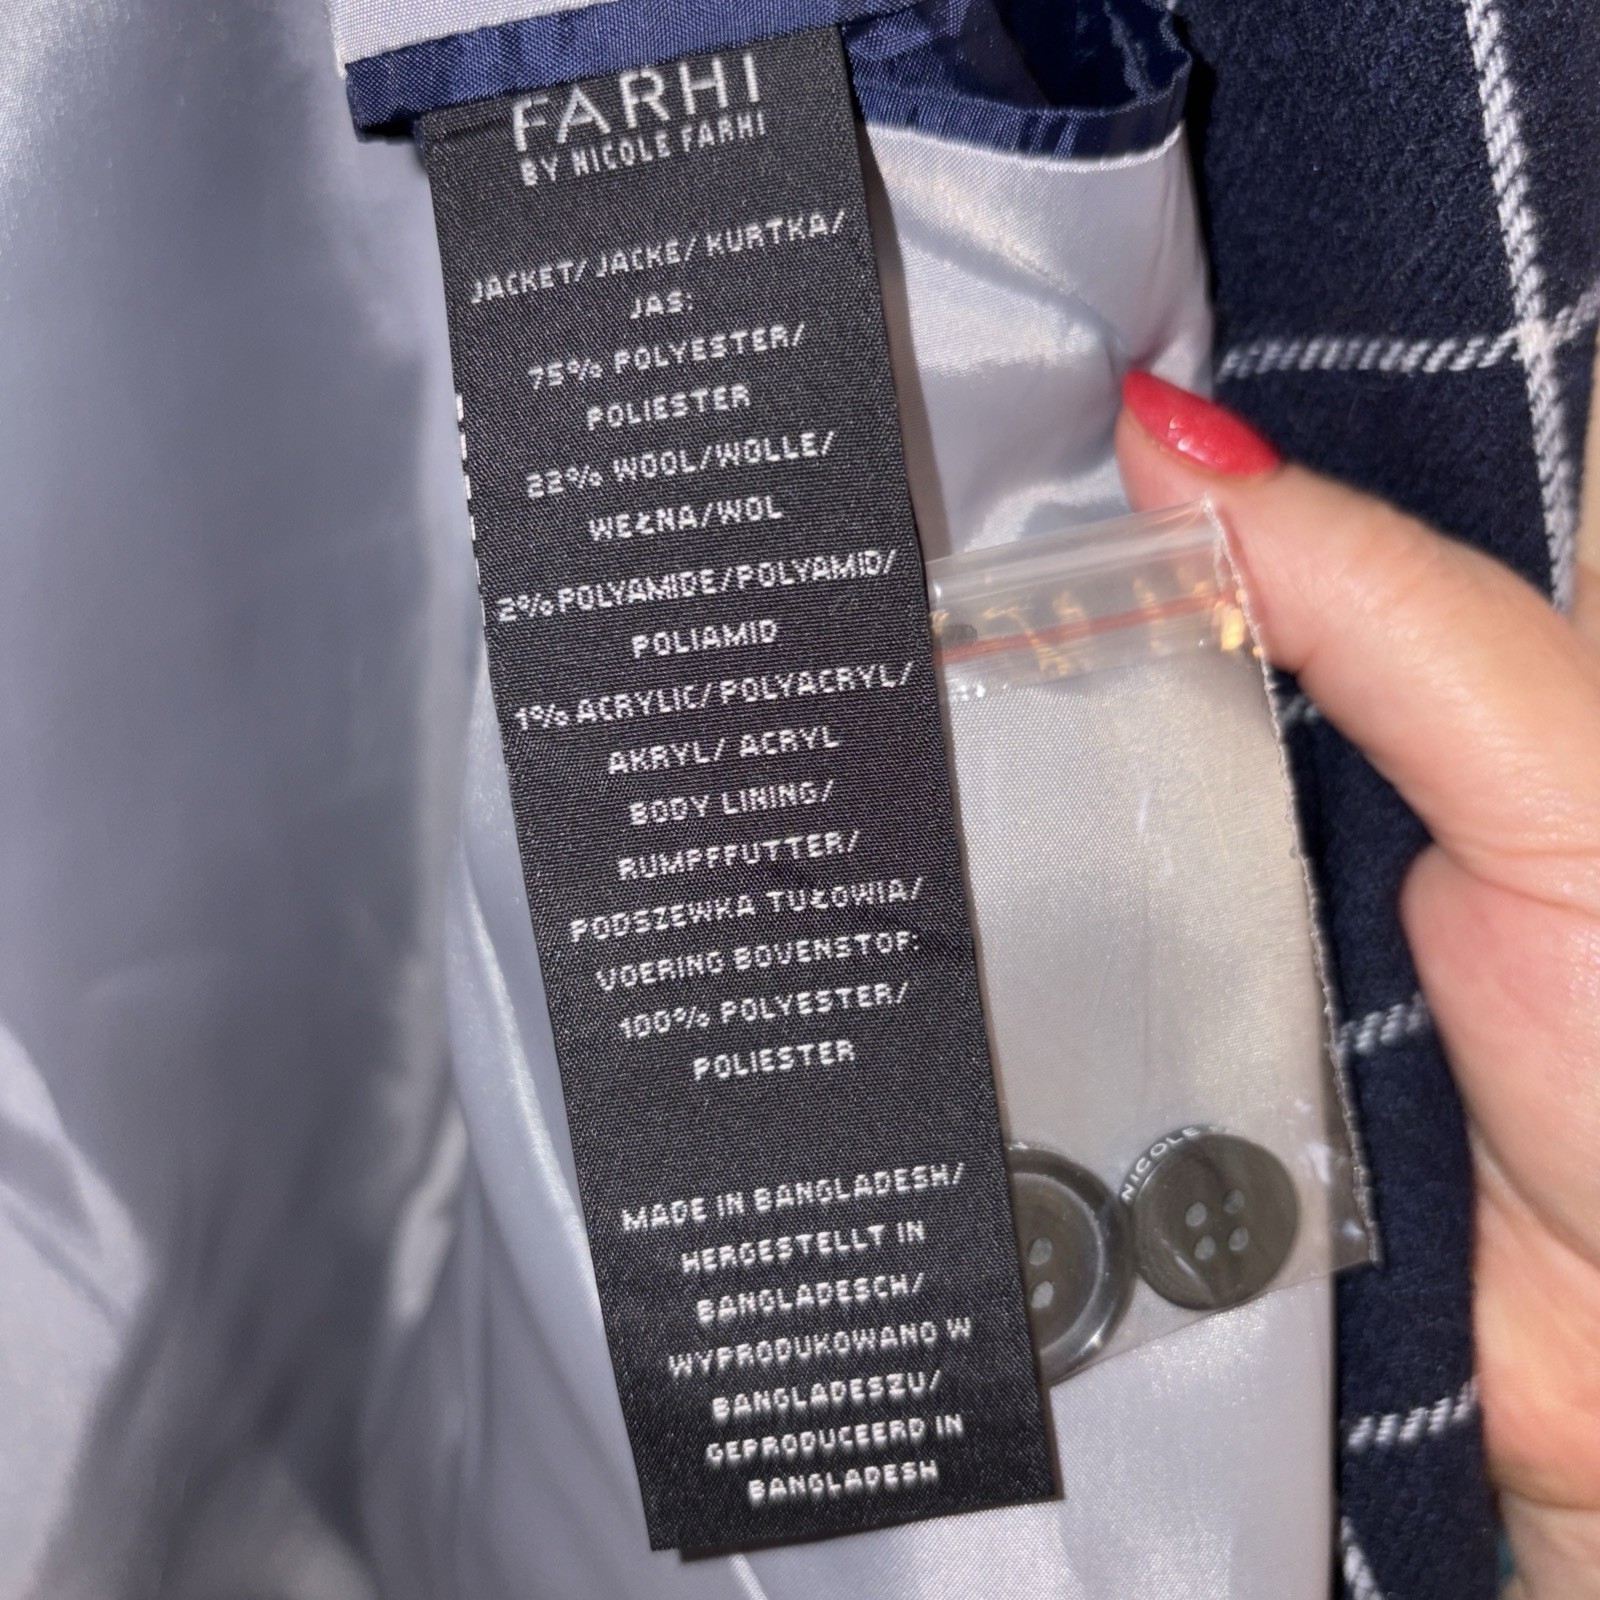 FARHI
BY NICOLE FARHI
JACKET/ JACKE/ KURTKA/
JAS:
75% POLYESTER/
POLIESTER
22% WOOL/WOLLE/
WEŁNA/WOL
2% POLYAMIDE/POLYAMID/
POLIAMID
1% ACRYLIC/POLYACRYL/
AKRYL/ ACRYL
BODY LINING/
RUMPFFUTTER/
PODSZEWKA TUŁOWIA/
VOERING BOVENSTOF:
100% POLYESTER/
POLIESTER
MADE IN BANGLADESH/
HERGESTELLT IN
BANGLADESCH/
WYPRODUKOWANO W
BANGLADESZU/
GEPRODUCEERD IN
BANGLADESH
NICOLE